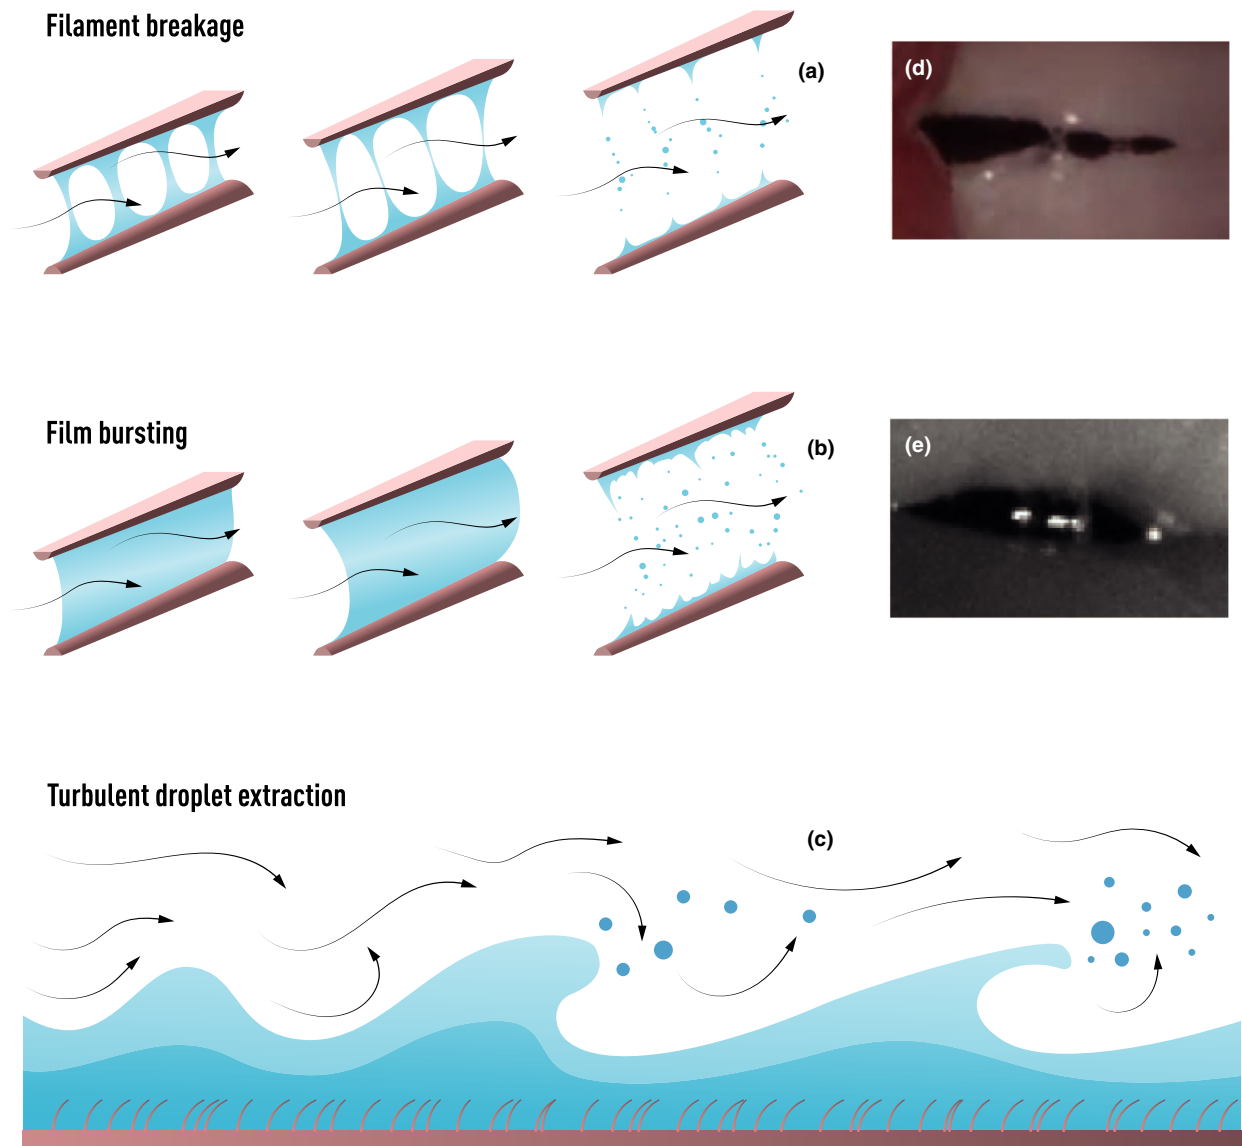 Filament breakage
(a)
(d)
Film bursting
(b)
(e)
Turbulent droplet extraction
(c)